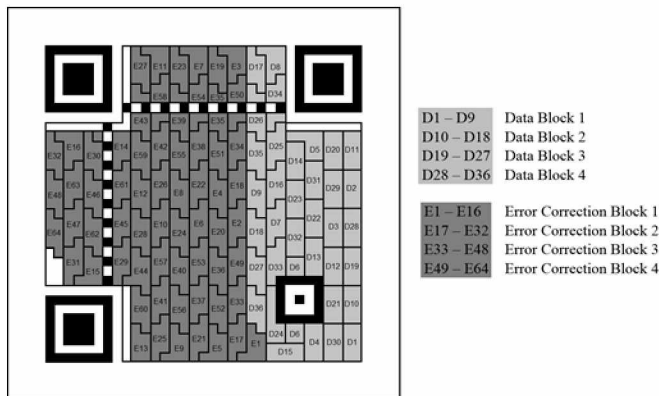 E27 E11 E23 E7 E19 E3 D17 D8
E58 E54 E35 E50 D34
E43 E39 D26
E32 E16 E30 E14 E59 E42 E55 E38 E51 E34 D35 D25 D14 D5 D20 D11
E63 E46 E61 E12 E26 E8 E22 E4 E18 D9 D16 D23 D31 D29 D2
E48 E47 E45 E28 E10 E24 E6 E20 E2 D18 D7 D32 D22 D3 D28
E64 E62
E31 E15 E29 E44 E57 E40 E53 E36 E49 D27 D33 D6 D13 D12 D19
E60 E41 E56 E37 E52 E33 D36 D21 D10
E13 E25 E9 E21 E5 E17 E1 D24 D6 D15 D4 D30 D1
D1 – D9 Data Block 1
D10 – D18 Data Block 2
D19 – D27 Data Block 3
D28 – D36 Data Block 4
E1 – E16 Error Correction Block 1
E17 – E32 Error Correction Block 2
E33 – E48 Error Correction Block 3
E49 – E64 Error Correction Block 4